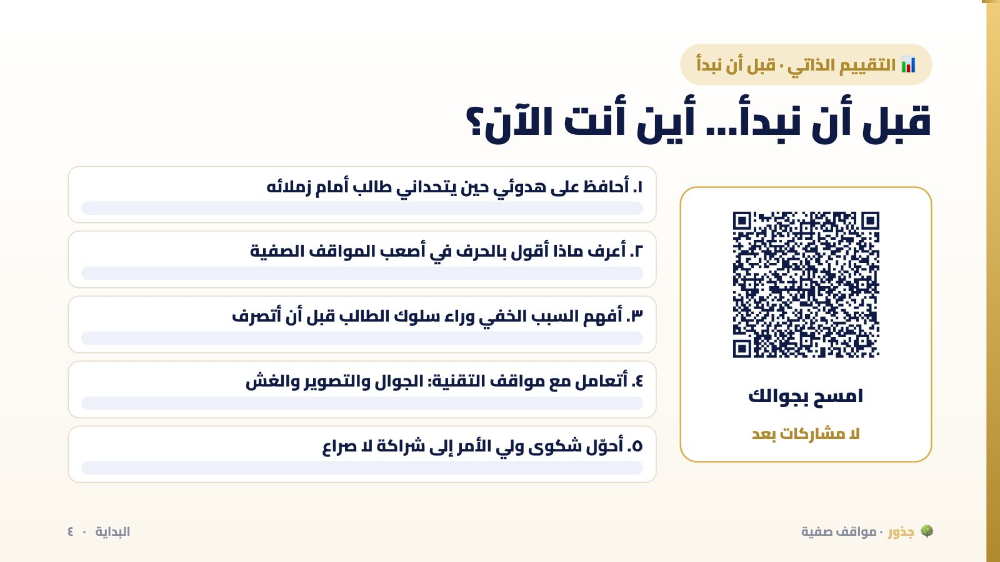 التقييم الذاتي · قبل أن نبدأ
قبل أن نبدأ... أين أنت الآن؟
امسح بجوالك
لا مشاركات بعد
١. أحافظ على هدوئي حين يتحداني طالب أمام زملائه
٢. أعرف ماذا أقول بالحرف في أصعب المواقف الصفية
٣. أفهم السبب الخفي وراء سلوك الطالب قبل أن أتصرف
٤. أتعامل مع مواقف التقنية: الجوال والتصوير والغش
٥. أحوّل شكوى ولي الأمر إلى شراكة لا صراع
جذور · مواقف صفية
البداية · ٤